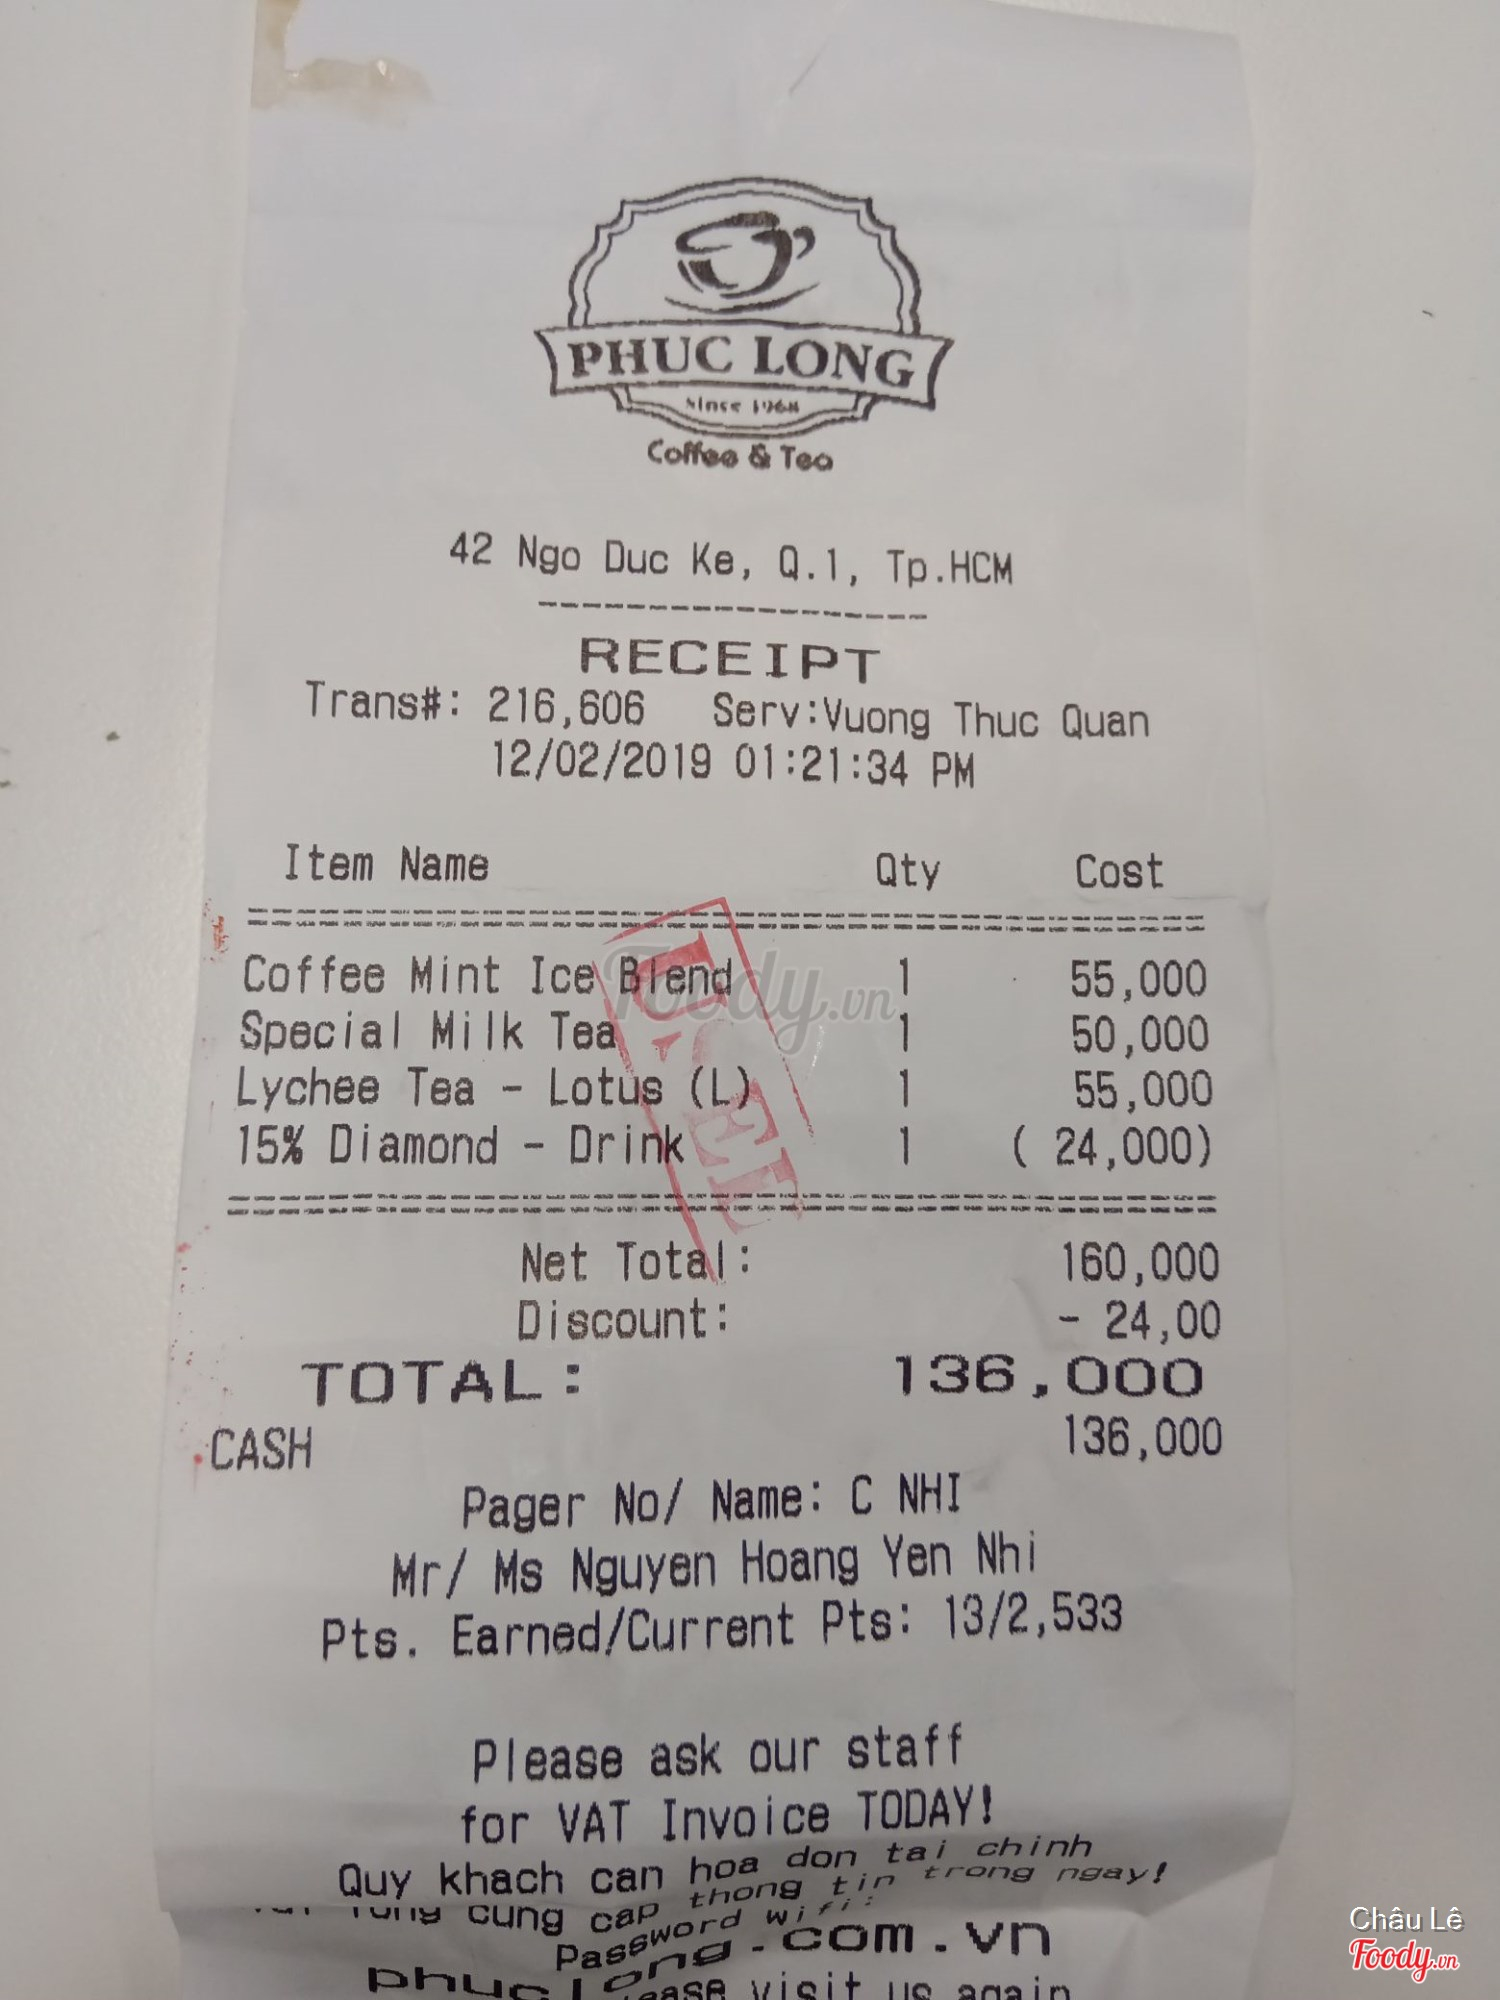 PHUC LONG
Since 1968
Coffee & Tea
42 Ngo Duc Ke, Q.1, Tp.HCM
RECEIPT
Trans#: 216,606 Serv:Vuong Thuc Quan
12/02/2019 01:21:34 PM
Item Name Qty Cost
Coffee Mint Ice Blend 1 55,000
Special Milk Tea 1 50,000
Lychee Tea - Lotus (L) 1 55,000
15% Diamond - Drink 1 ( 24,000)
Foody.vn
Net Total: 160,000
Discount: - 24,00
TOTAL: 136,000
CASH 136,000
Pager No/ Name: C NHI
Mr/ Ms Nguyen Hoang Yen Nhi
Pts. Earned/Current Pts: 13/2,533
Please ask our staff
for VAT Invoice TODAY!
Quy khach can hoa don tai chinh
cung cap thong tin trong ngay!
Password wifi:
phuclong.com.vn
visit us again
Châu Lê
Foody.vn